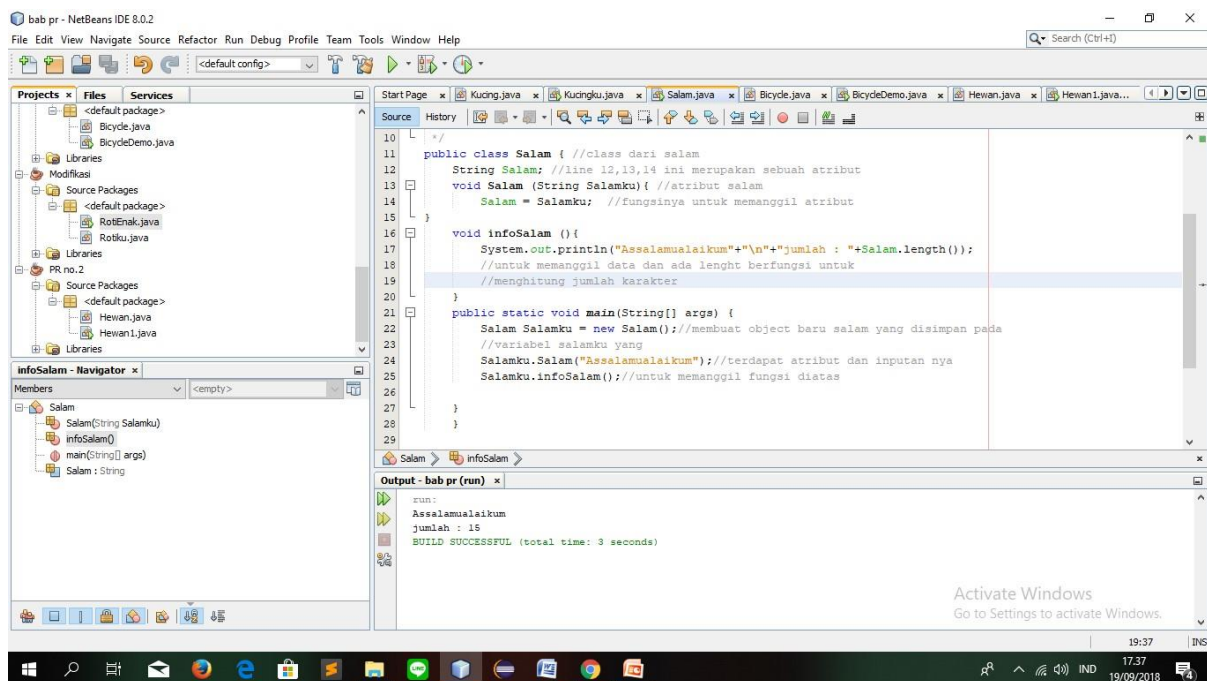 bab pr - NetBeans IDE 8.0.2
File Edit View Navigate Source Refactor Run Debug Profile Team Tools Window Help
Search (Ctrl+I)
<default config>
Projects Files Services
<default package>
Bicycle.java
BicycleDemo.java
Libraries
Modifikasi
Source Packages
<default package>
RotiEnak.java
Rotiku.java
Libraries
PR no.2
Source Packages
<default package>
Hewan.java
Hewan1.java
Libraries
infoSalam - Navigator
Members <empty>
Salam
Salam(String Salamku)
infoSalam()
main(String[] args)
Salam : String
Start Page Kucing.java Kucingku.java Salam.java Bicycle.java BicycleDemo.java Hewan.java Hewan1.java...
Source History
10 */
11 public class Salam { //class dari salam
12 String Salam; //line 12,13,14 ini merupakan sebuah atribut
13 void Salam (String Salamku){ //atribut salam
14 Salam = Salamku; //fungsinya untuk memanggil atribut
15 }
16 void infoSalam (){
17 System.out.println("Assalamualaikum"+"\n"+"jumlah : "+Salam.length());
18 //untuk memanggil data dan ada lenght berfungsi untuk
19 //menghitung jumlah karakter
20 }
21 public static void main(String[] args) {
22 Salam Salamku = new Salam();//membuat object baru salam yang disimpan pada
23 //variabel salamku yang
24 Salamku.Salam("Assalamualaikum");//terdapat atribut dan inputan nya
25 Salamku.infoSalam();//untuk memanggil fungsi diatas
26
27 }
28 }
29
Salam infoSalam
Output - bab pr (run)
run:
Assalamualaikum
jumlah : 15
BUILD SUCCESSFUL (total time: 3 seconds)
Activate Windows
Go to Settings to activate Windows.
19:37 INS
IND
17.37
19/09/2018